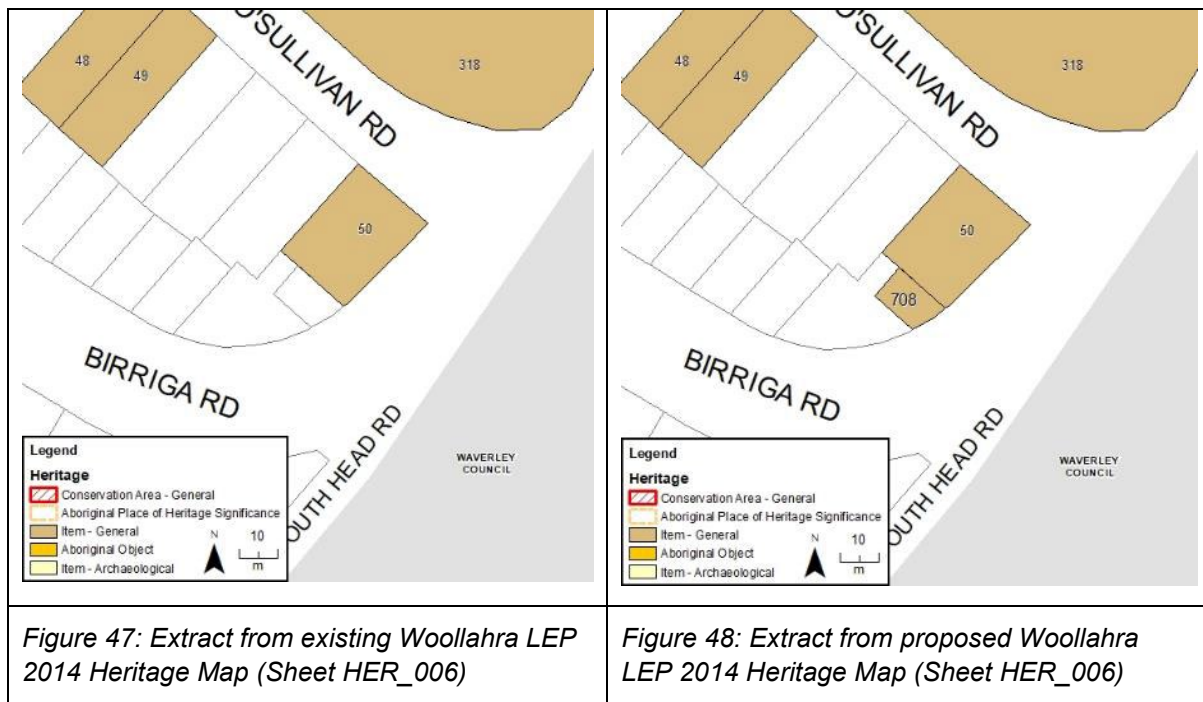 O'SULLIVAN RD
48
49
318
50
BIRRIGA RD
OUTH HEAD RD
WAVERLEY
COUNCIL
Legend
Heritage
Conservation Area - General
Aboriginal Place of Heritage Significance
Item - General
Aboriginal Object
Item - Archaeological
N
10
m
Figure 47: Extract from existing Woollahra LEP
2014 Heritage Map (Sheet HER_006)
O'SULLIVAN RD
48
49
318
50
708
BIRRIGA RD
OUTH HEAD RD
WAVERLEY
COUNCIL
Legend
Heritage
Conservation Area - General
Aboriginal Place of Heritage Significance
Item - General
Aboriginal Object
Item - Archaeological
N
10
m
Figure 48: Extract from proposed Woollahra
LEP 2014 Heritage Map (Sheet HER_006)